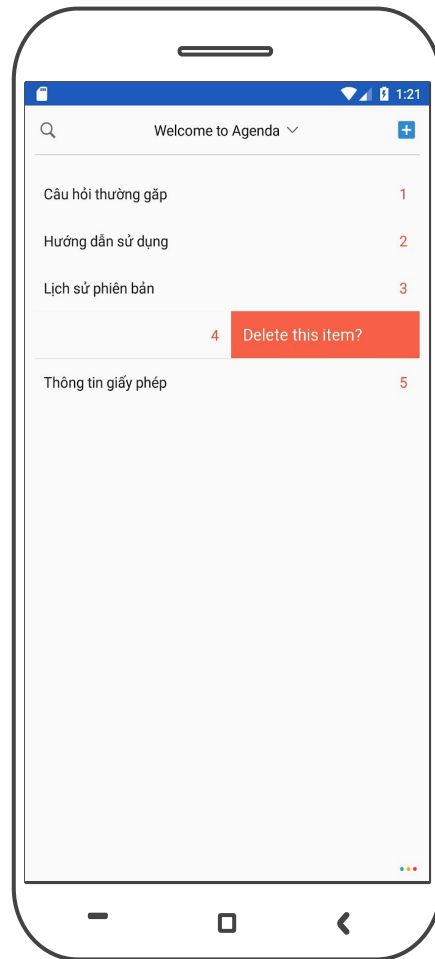 1:21
Welcome to Agenda
Câu hỏi thường gặp 1
Hướng dẫn sử dụng 2
Lịch sử phiên bản 3
4 Delete this item?
Thông tin giấy phép 5